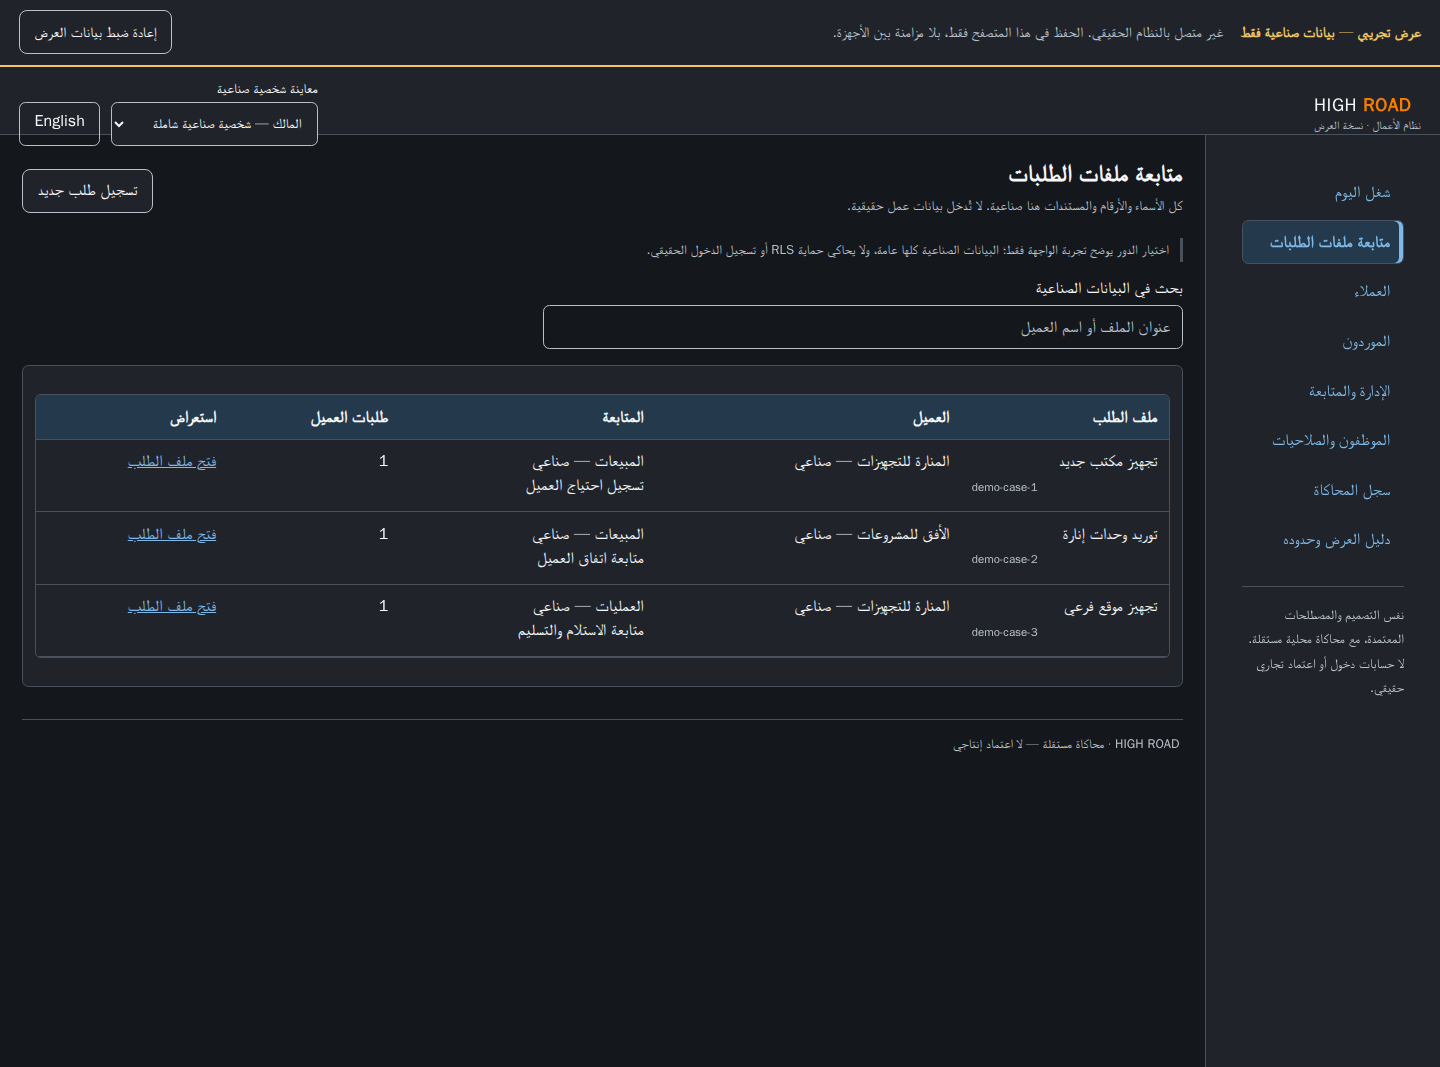 عرض تجريبي — بيانات صناعية فقط
غير متصل بالنظام الحقيقي. الحفظ في هذا المتصفح فقط، بلا مزامنة بين الأجهزة.
إعادة ضبط بيانات العرض
HIGH ROAD
نظام الأعمال · نسخة العرض
معاينة شخصية صناعية
المالك — شخصية صناعية شاملة
English
شغل اليوم
متابعة ملفات الطلبات
العملاء
الموردون
الإدارة والمتابعة
الموظفون والصلاحيات
سجل المحاكاة
دليل العرض وحدوده
نفس التصميم والمصطلحات
المعتمدة، مع محاكاة محلية مستقلة.
لا حسابات دخول أو اعتماد تجاري
حقيقي.
متابعة ملفات الطلبات
كل الأسماء والأرقام والمستندات هنا صناعية. لا تُدخل بيانات عمل حقيقية.
تسجيل طلب جديد
اختيار الدور يوضح تجربة الواجهة فقط؛ البيانات الصناعية كلها عامة، ولا يحاكي حماية RLS أو تسجيل الدخول الحقيقي.
بحث في البيانات الصناعية
عنوان الملف أو اسم العميل
ملف الطلب العميل المتابعة طلبات العميل استعراض
تجهيز مكتب جديد المنارة للتجهيزات — صناعي المبيعات — صناعي 1 فتح ملف الطلب
demo-case-1 تسجيل احتياج العميل
توريد وحدات إنارة الأفق للمشروعات — صناعي المبيعات — صناعي 1 فتح ملف الطلب
demo-case-2 متابعة اتفاق العميل
تجهيز موقع فرعي المنارة للتجهيزات — صناعي العمليات — صناعي 1 فتح ملف الطلب
demo-case-3 متابعة الاستلام والتسليم
HIGH ROAD · محاكاة مستقلة — لا اعتماد إنتاجي